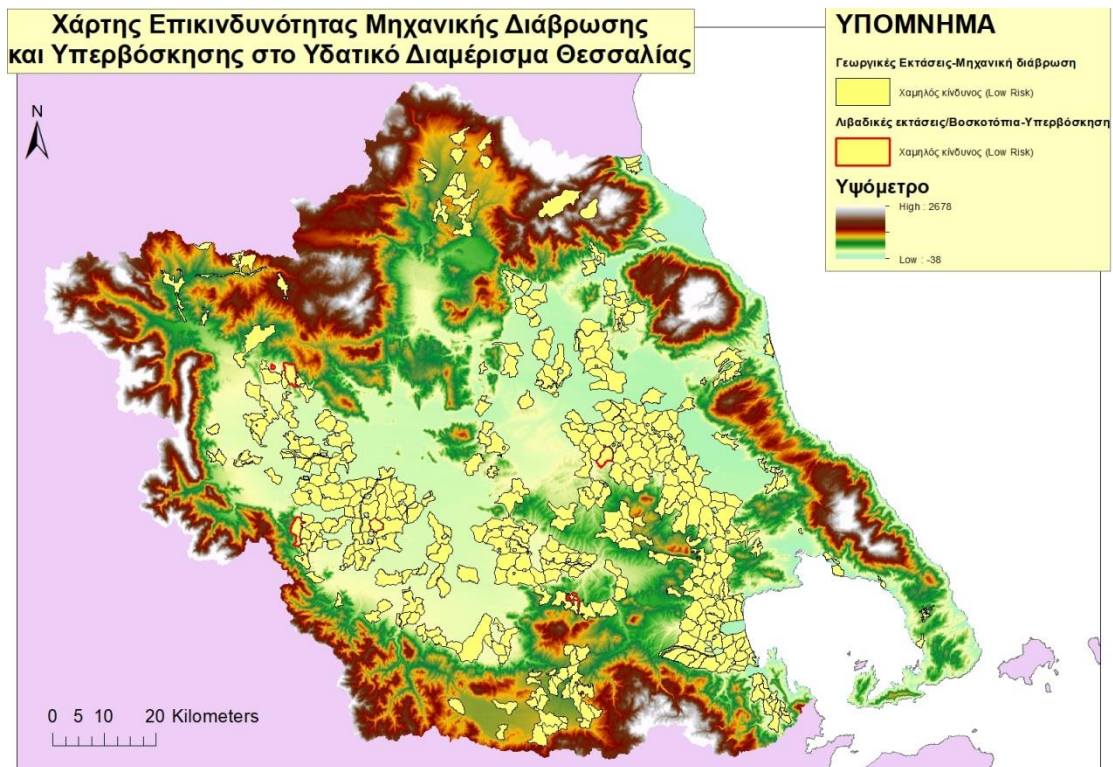 Χάρτης Επικινδυνότητας Μηχανικής Διάβρωσης
και Υπερβόσκησης στο Υδατικό Διαμέρισμα Θεσσαλίας
N
0 5 10 20 Kilometers
ΥΠΟΜΝΗΜΑ
Γεωργικές Εκτάσεις-Μηχανική διάβρωση
Χαμηλός κίνδυνος (Low Risk)
Λιβαδικές εκτάσεις/Βοσκοτόπια-Υπερβόσκηση
Χαμηλός κίνδυνος (Low Risk)
Υψόμετρο
High : 2678
Low : -38